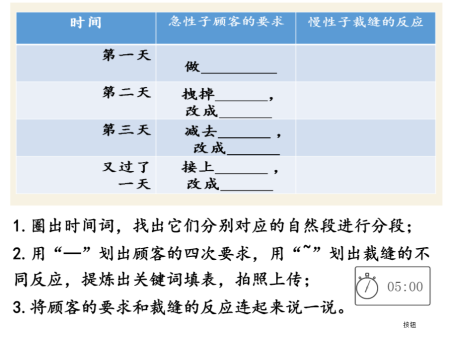 时间 急性子顾客的要求 慢性子裁缝的反应
第一天
做__________
第二天 拽掉_______，
改成_______
第三天 减去_______，
改成_______
又过了 接上_______，
一天 改成_______
1.圈出时间词，找出它们分别对应的自然段进行分段；
2.用“—”划出顾客的四次要求，用“~”划出裁缝的不
同反应，提炼出关键词填表，拍照上传；
3.将顾客的要求和裁缝的反应连起来说一说。
05:00
按钮